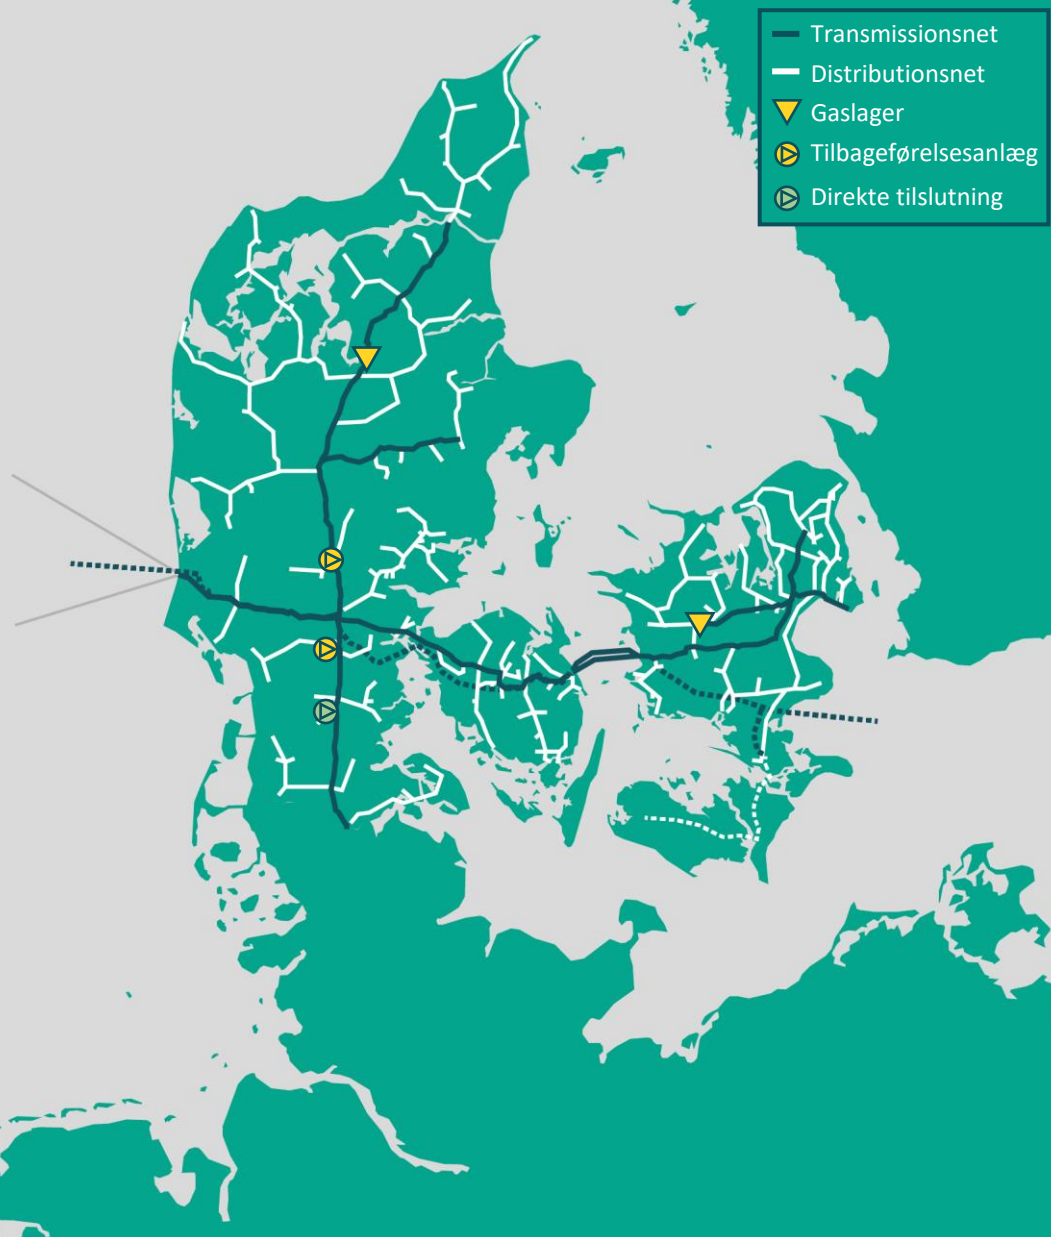 Transmissionsnet
Distributionsnet
Gaslager
Tilbageførelsesanlæg
Direkte tilslutning